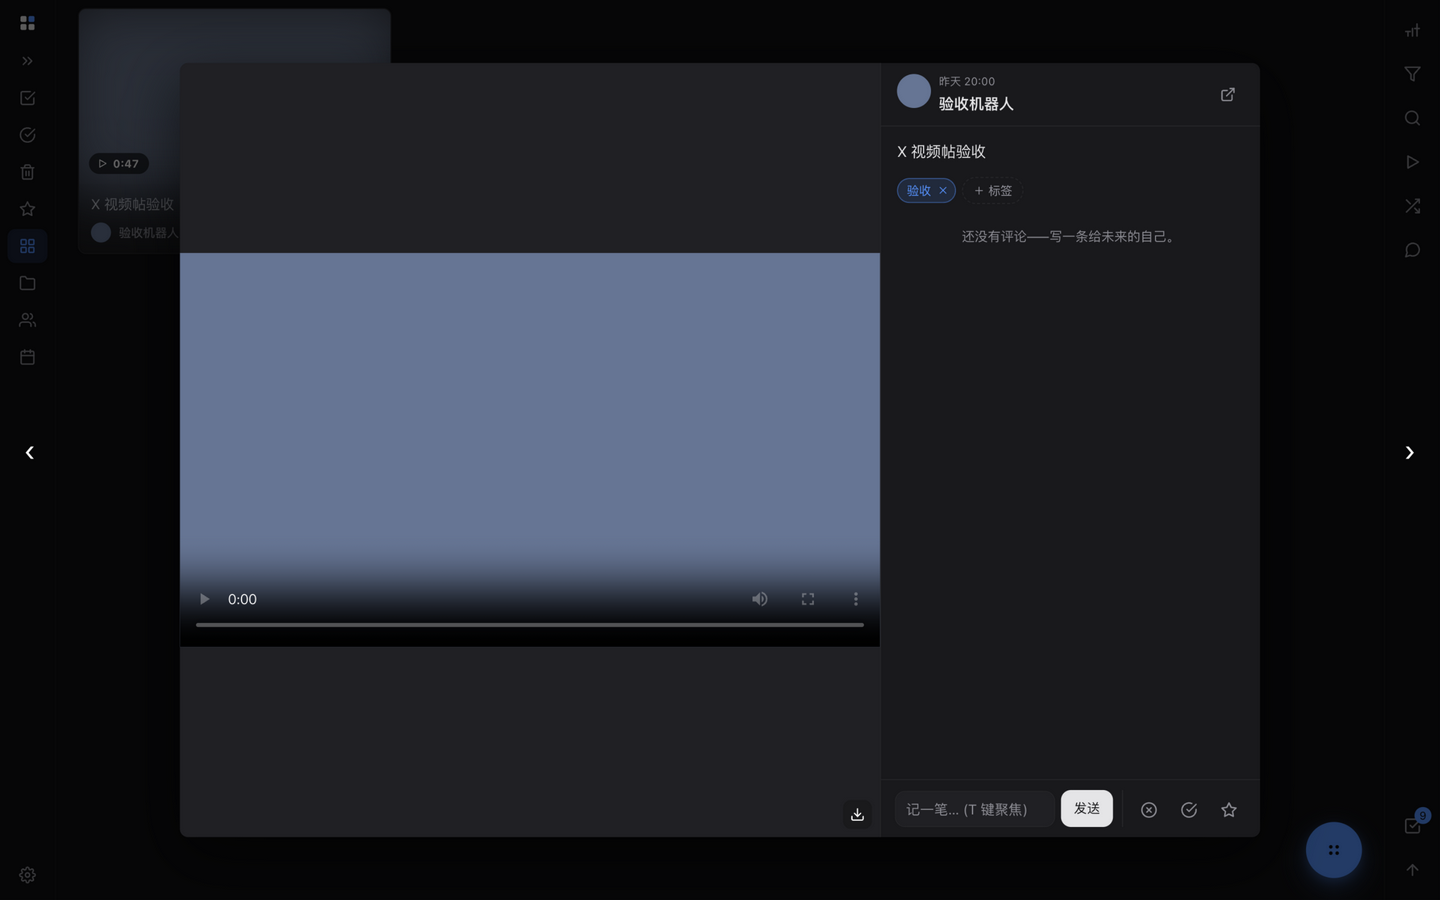 0:47
X 视频帖验收
验收机器人
昨天 20:00
验收机器人
X 视频帖验收
验收 ×
+ 标签
还没有评论——写一条给未来的自己。
0:00
记一笔... (T 键聚焦)
发送
9